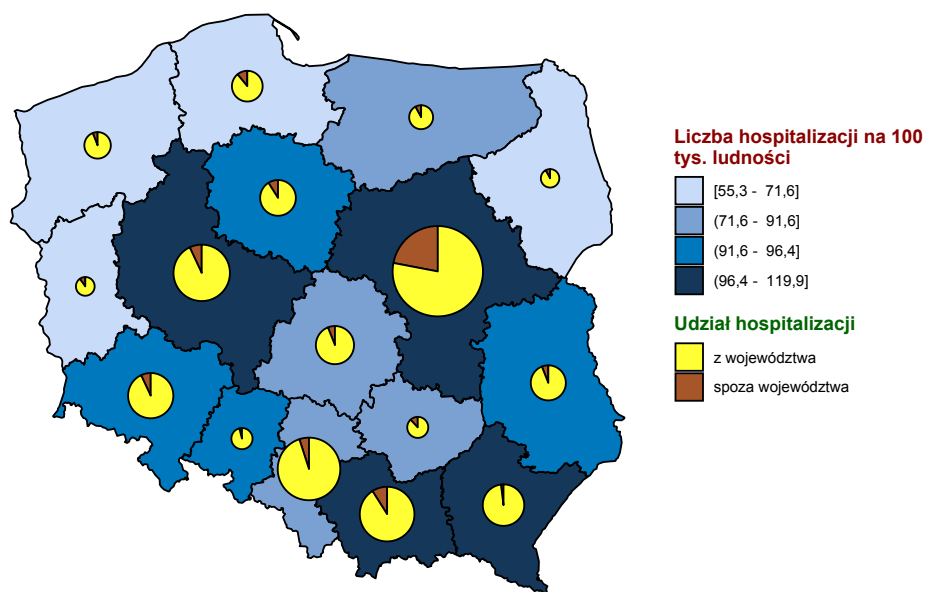 Liczba hospitalizacji na 100
tys. ludności
[55,3 - 71,6]
(71,6 - 91,6]
(91,6 - 96,4]
(96,4 - 119,9]
Udział hospitalizacji
z województwa
spoza województwa